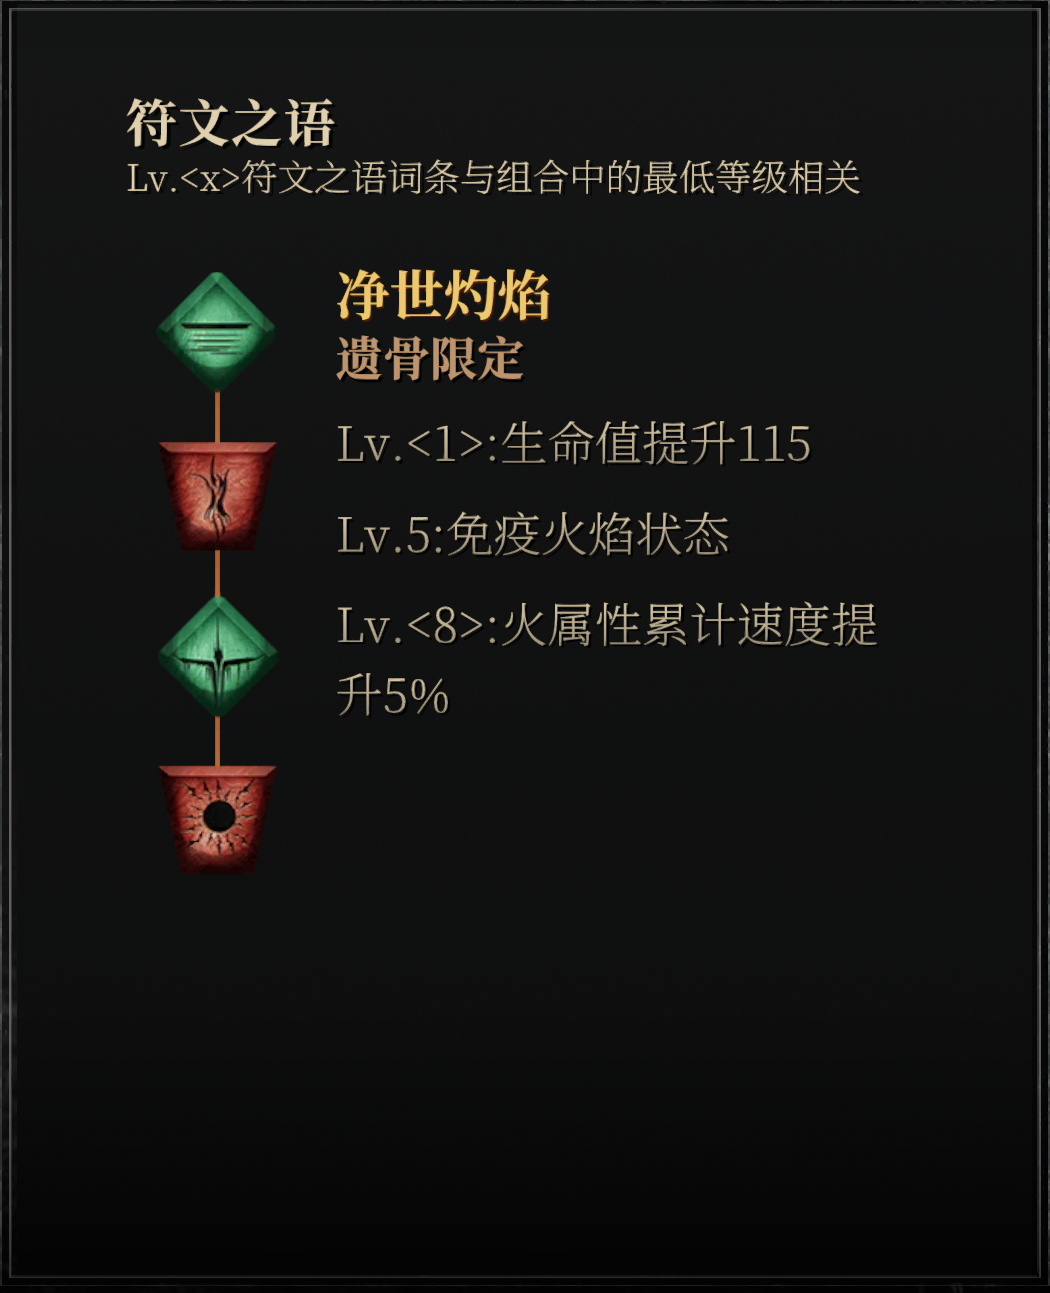 符文之语
Lv.<x>符文之语词条与组合中的最低等级相关
净世灼焰
遗骨限定
Lv.<1>:生命值提升115
Lv.5:免疫火焰状态
Lv.<8>:火属性累计速度提
升5%